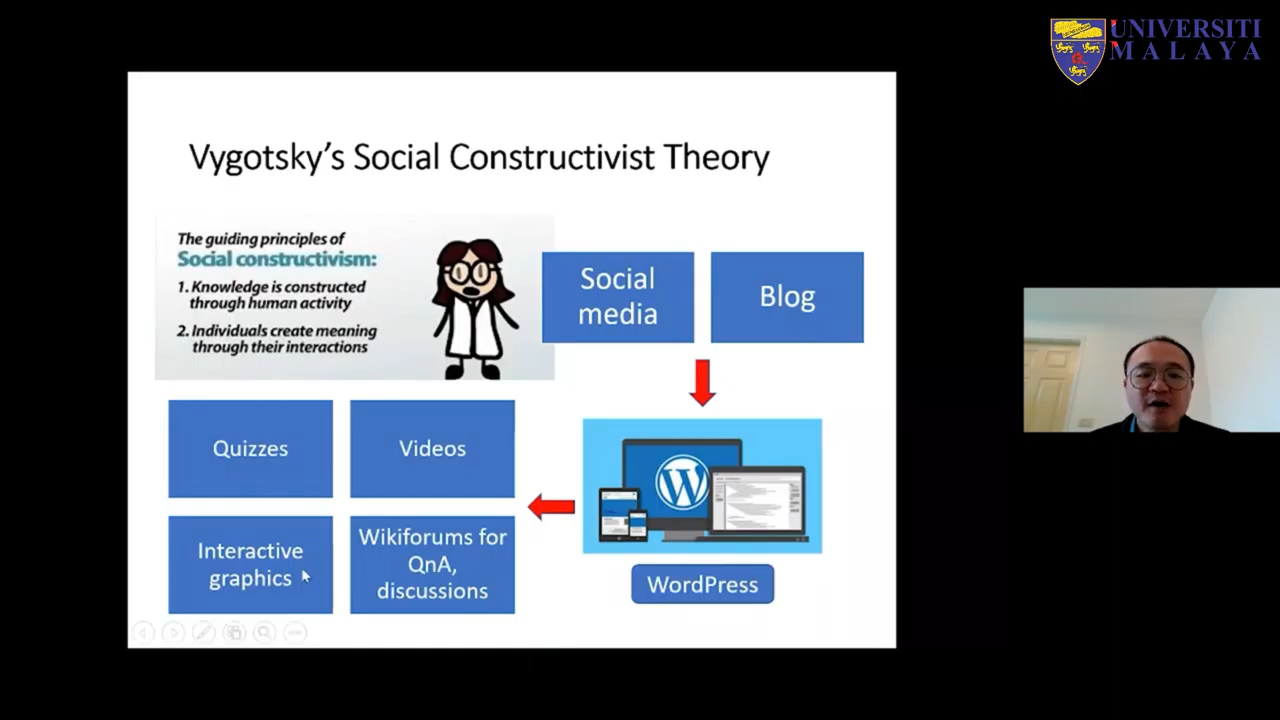 UNIVERSITI
MALAYA
Vygotsky's Social Constructivist Theory
The guiding principles of
Social constructivism:
1. Knowledge is constructed
through human activity
2. Individuals create meaning
through their interactions
Social
media
Blog
Quizzes
Videos
Interactive
graphics
Wikiforums for
QnA,
discussions
WordPress